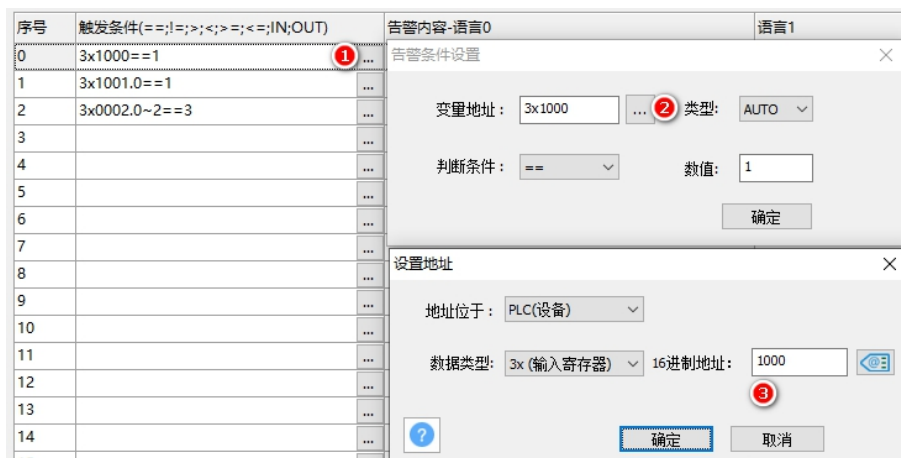 序号 触发条件(==;!=;>;<;>=;<=;IN;OUT) 告警内容-语言0 语言1
0 3x1000==1 1 ...
1 3x1001.0==1 ...
2 3x0002.0~2==3 ...
3 ...
4 ...
5 ...
6 ...
7 ...
8 ...
9 ...
10 ...
11 ...
12 ...
13 ...
14 ...
告警条件设置
变量地址： 3x1000 ... 2 类型: AUTO
判断条件： == 数值: 1
确定
设置地址
地址位于： PLC(设备)
数据类型: 3x (输入寄存器) 16进制地址： 1000
3
? 确定 取消